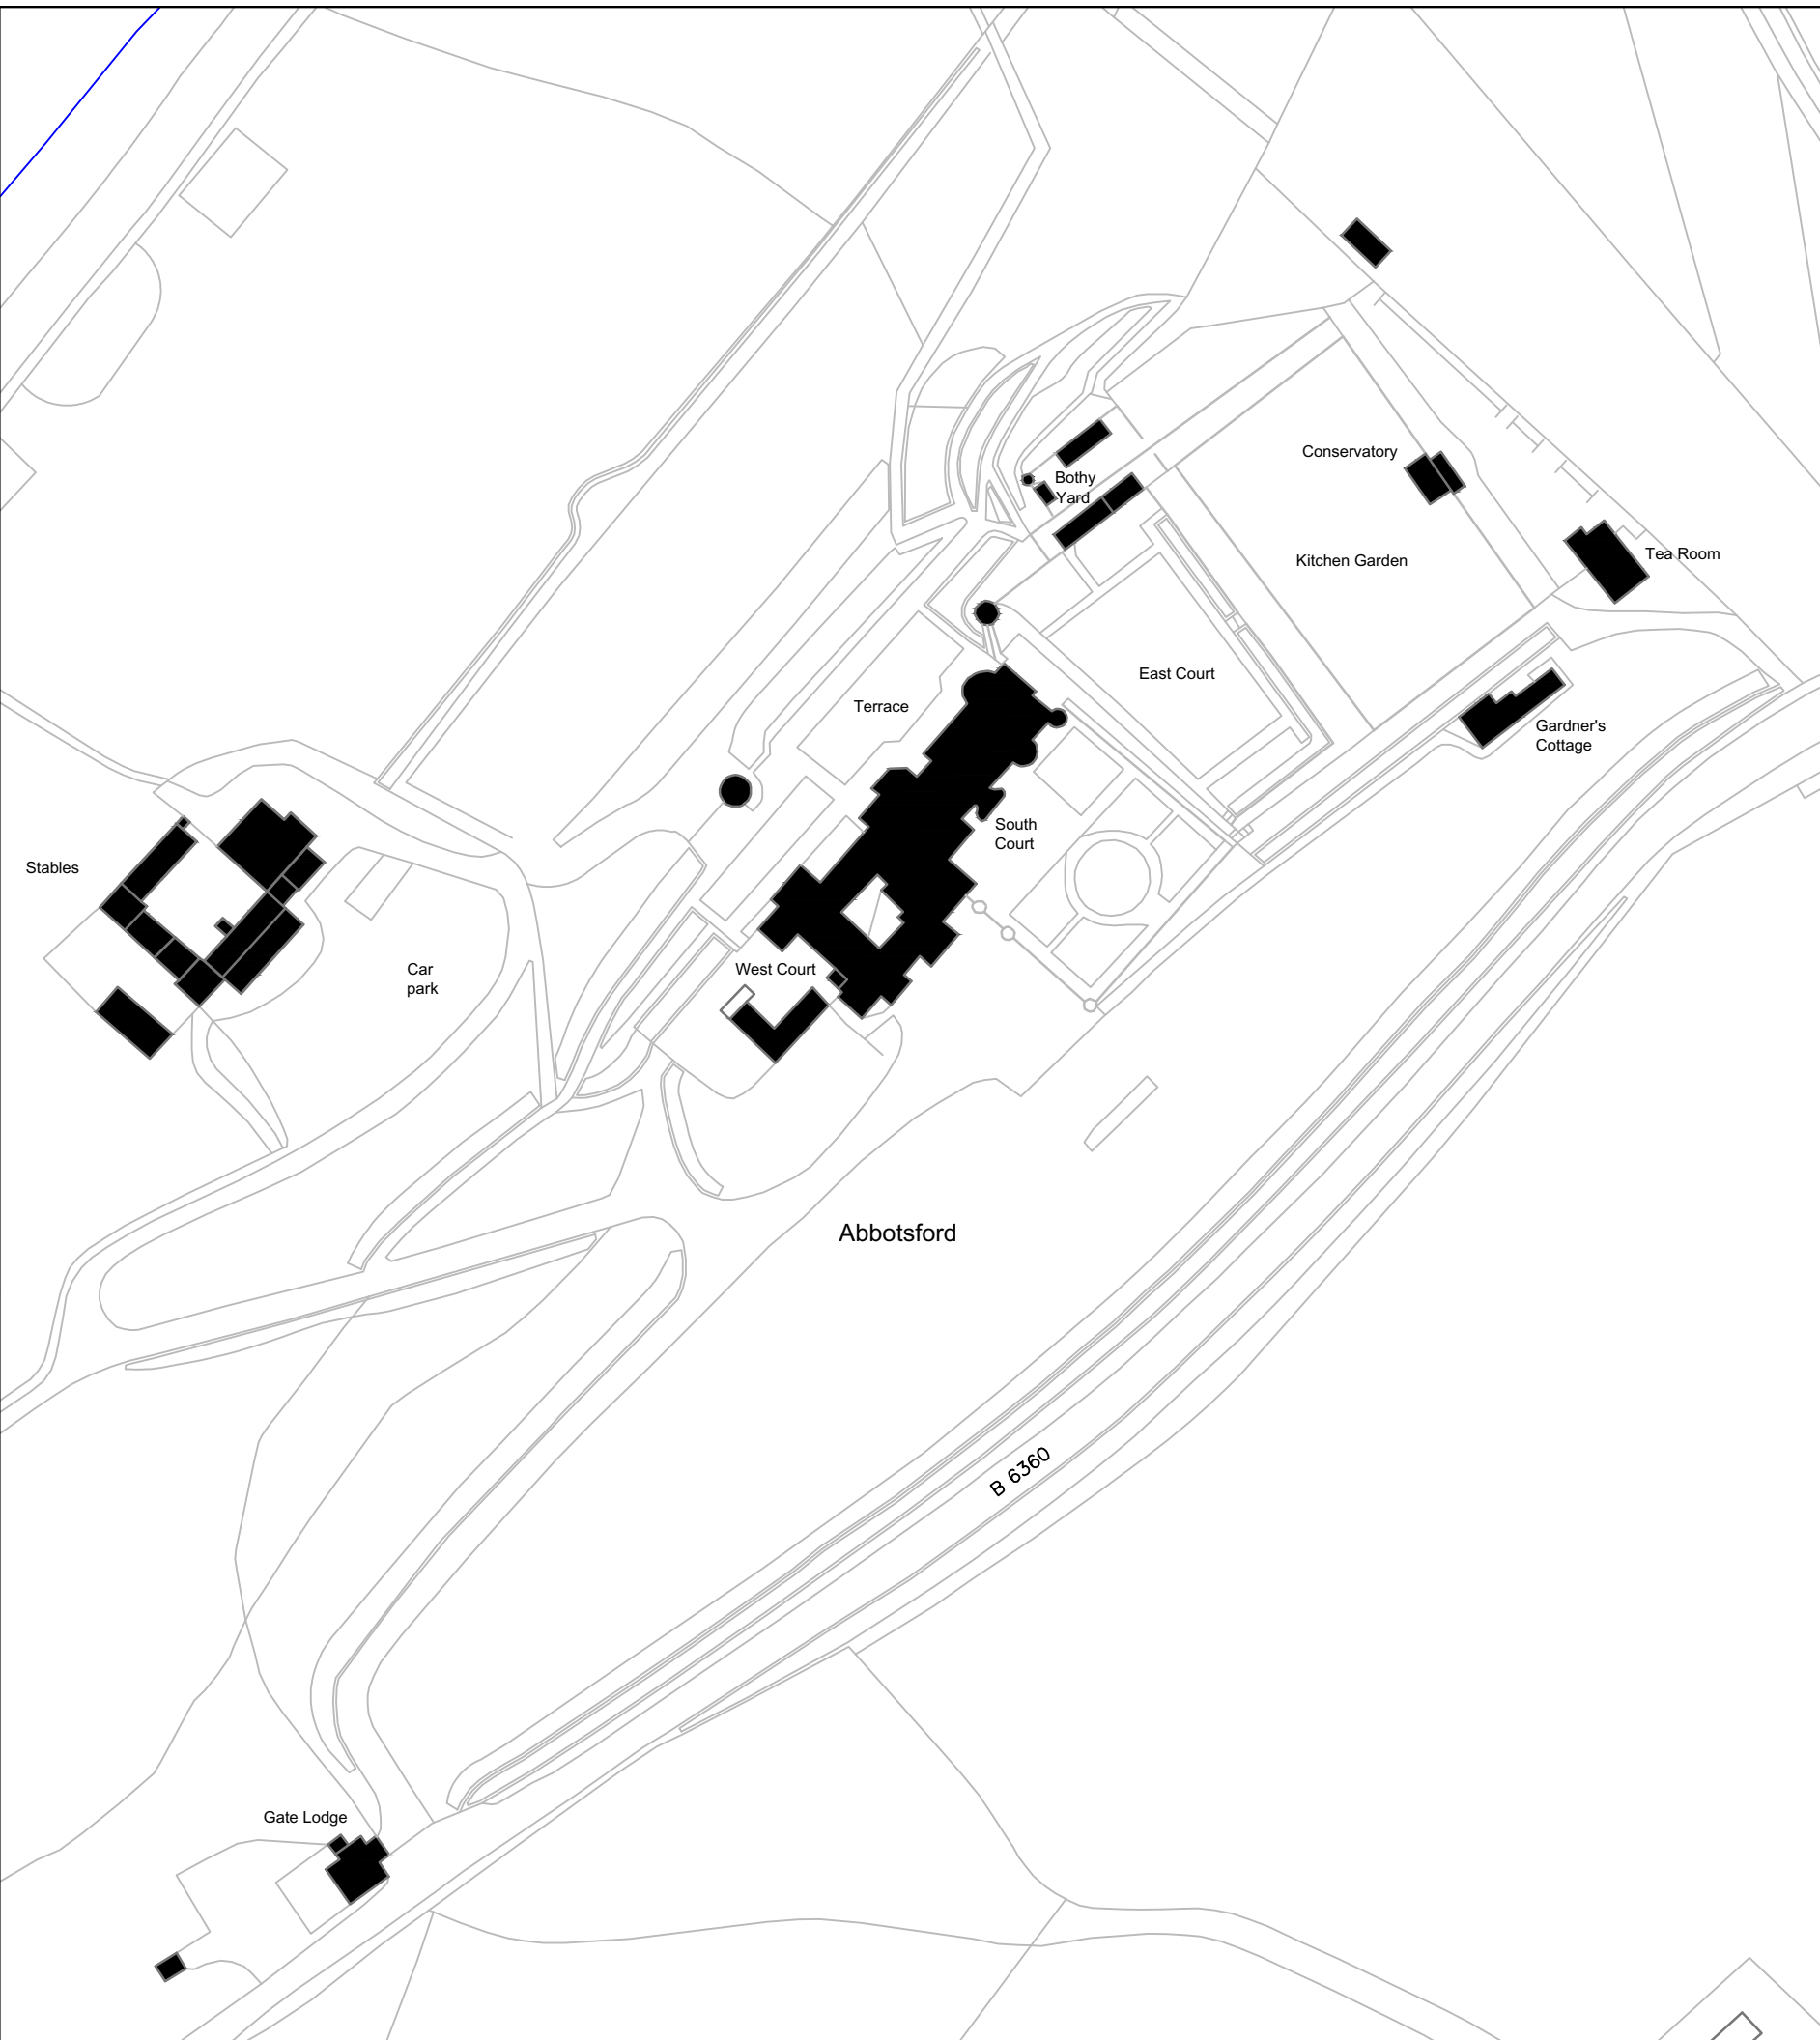 Conservatory
Bothy
Yard
Tea Room
Kitchen Garden
East Court
Terrace
Gardner's
Cottage
South
Court
Stables
Car
park
West Court
Abbotsford
B 6360
Gate Lodge